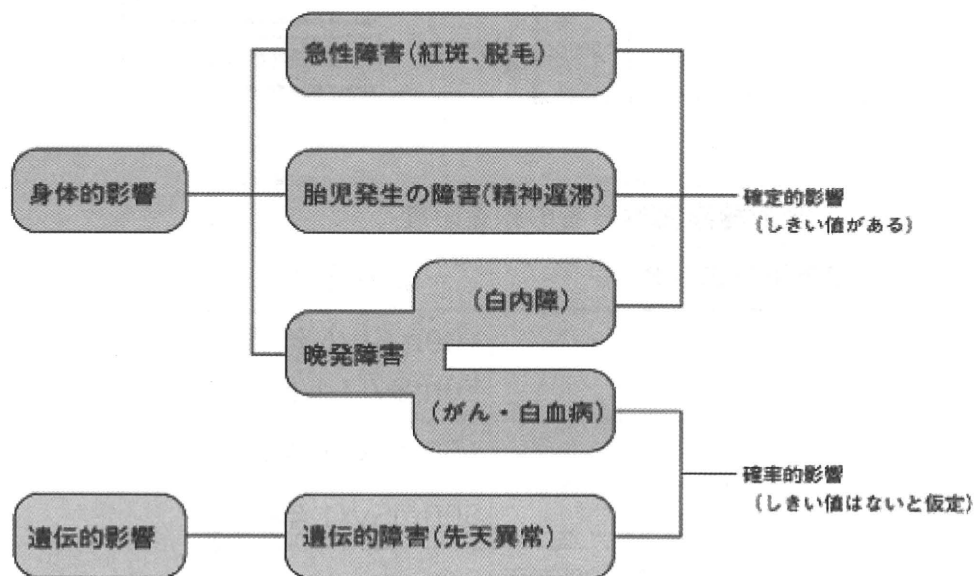 急性障害(紅斑、脱毛)
身体的影響
胎児発生の障害(精神遅滞)
確定的影響
(しきい値がある)
(白内障)
晩発障害
(がん・白血病)
確率的影響
(しきい値はないと仮定)
遺伝的影響
遺伝的障害(先天異常)